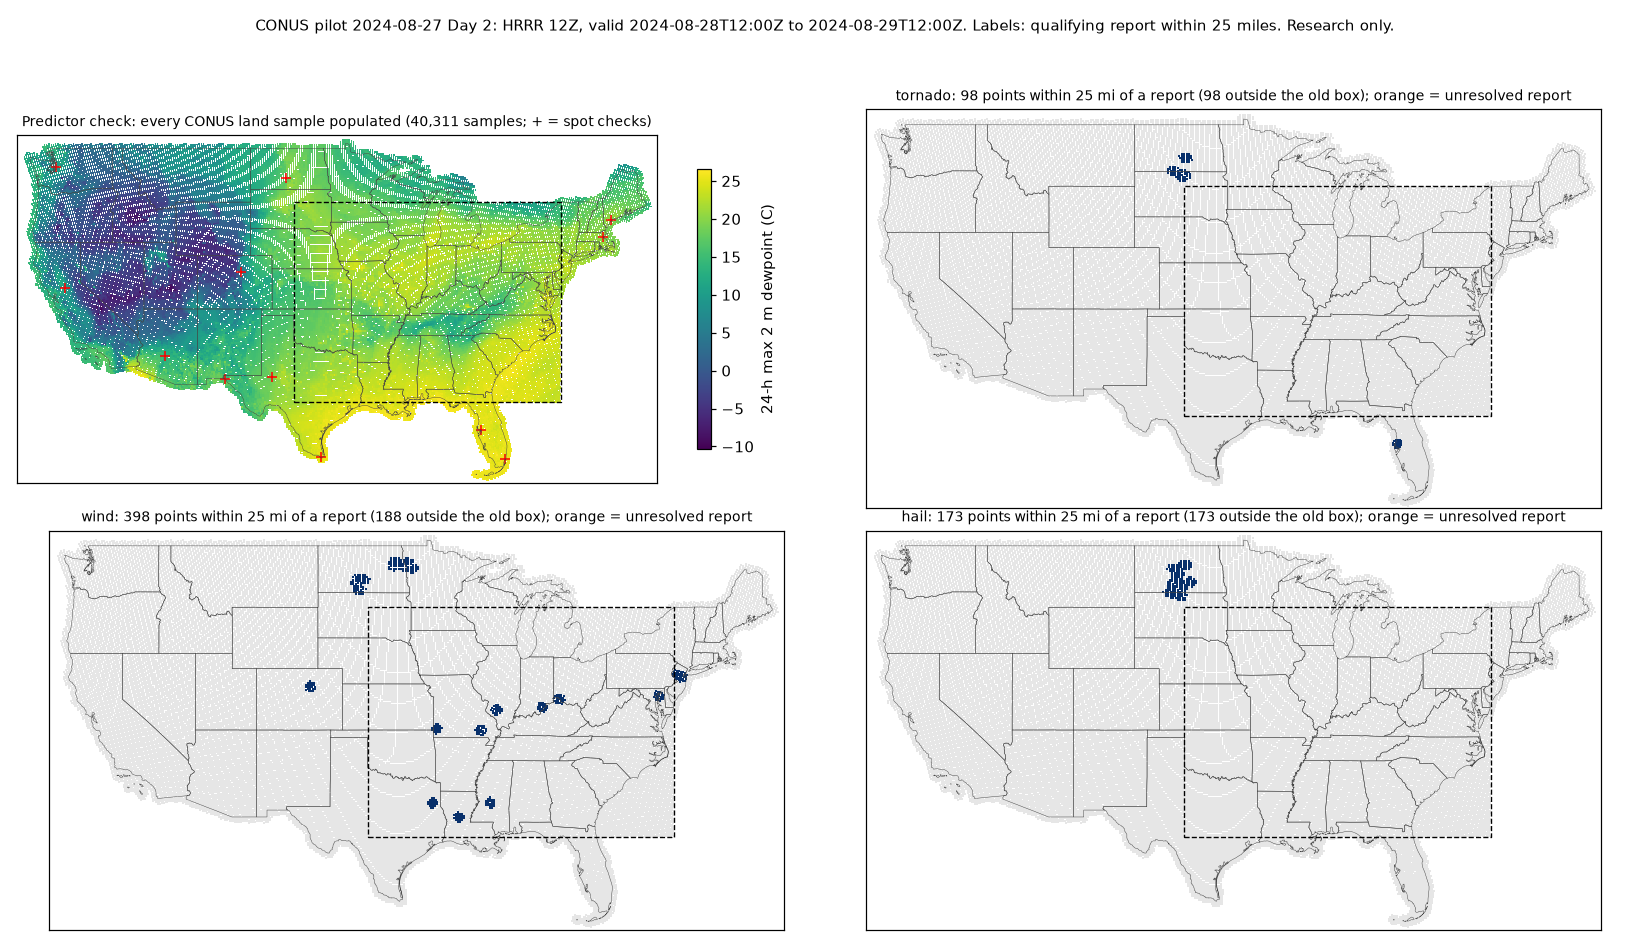 CONUS pilot 2024-08-27 Day 2: HRRR 12Z, valid 2024-08-28T12:00Z to 2024-08-29T12:00Z. Labels: qualifying report within 25 miles. Research only.
Predictor check: every CONUS land sample populated (40,311 samples; + = spot checks)
25
20
15
10
5
0
−5
−10
24-h max 2 m dewpoint (C)
tornado: 98 points within 25 mi of a report (98 outside the old box); orange = unresolved report
wind: 398 points within 25 mi of a report (188 outside the old box); orange = unresolved report
hail: 173 points within 25 mi of a report (173 outside the old box); orange = unresolved report